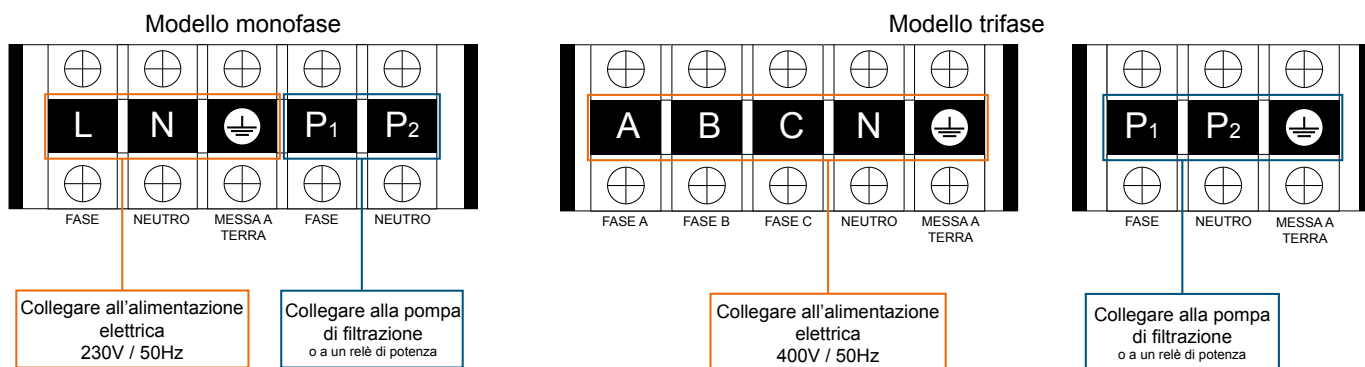 Modello monofase
L N P1 P2
FASE NEUTRO MESSA A TERRA FASE NEUTRO
Collegare all’alimentazione
elettrica
230V / 50Hz
Collegare alla pompa
di filtrazione
o a un relè di potenza
Modello trifase
A B C N
FASE A FASE B FASE C NEUTRO MESSA A TERRA
Collegare all’alimentazione
elettrica
400V / 50Hz
P1 P2
FASE NEUTRO MESSA A TERRA
Collegare alla pompa
di filtrazione
o a un relè di potenza